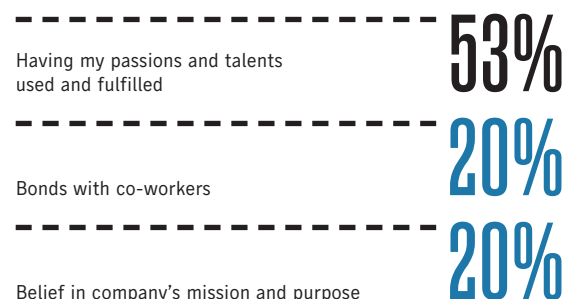 53%
Having my passions and talents
used and fulfilled
20%
Bonds with co-workers
20%
Belief in company's mission and purpose